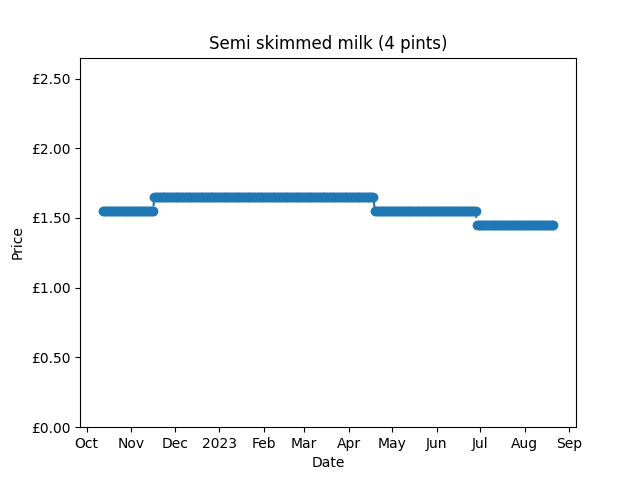 Semi skimmed milk (4 pints)
£2.50
£2.00
£1.50
£1.00
£0.50
£0.00
Price
Oct Nov Dec 2023 Feb Mar Apr May Jun Jul Aug Sep
Date